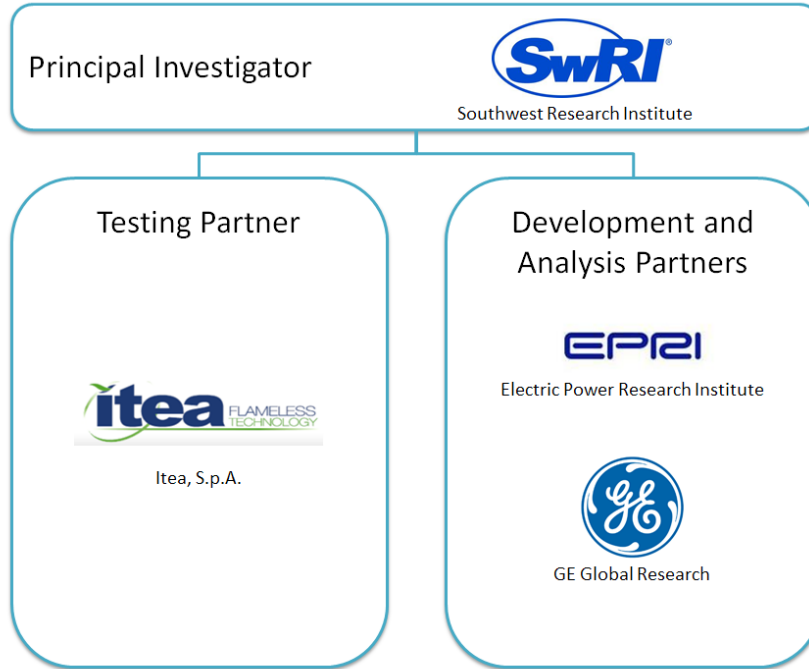 Principal Investigator
SwRI®
Southwest Research Institute
Testing Partner
itea FLAMELESS
TECHNOLOGY
Itea, S.p.A.
Development and
Analysis Partners
EPRI
Electric Power Research Institute
GE
GE Global Research